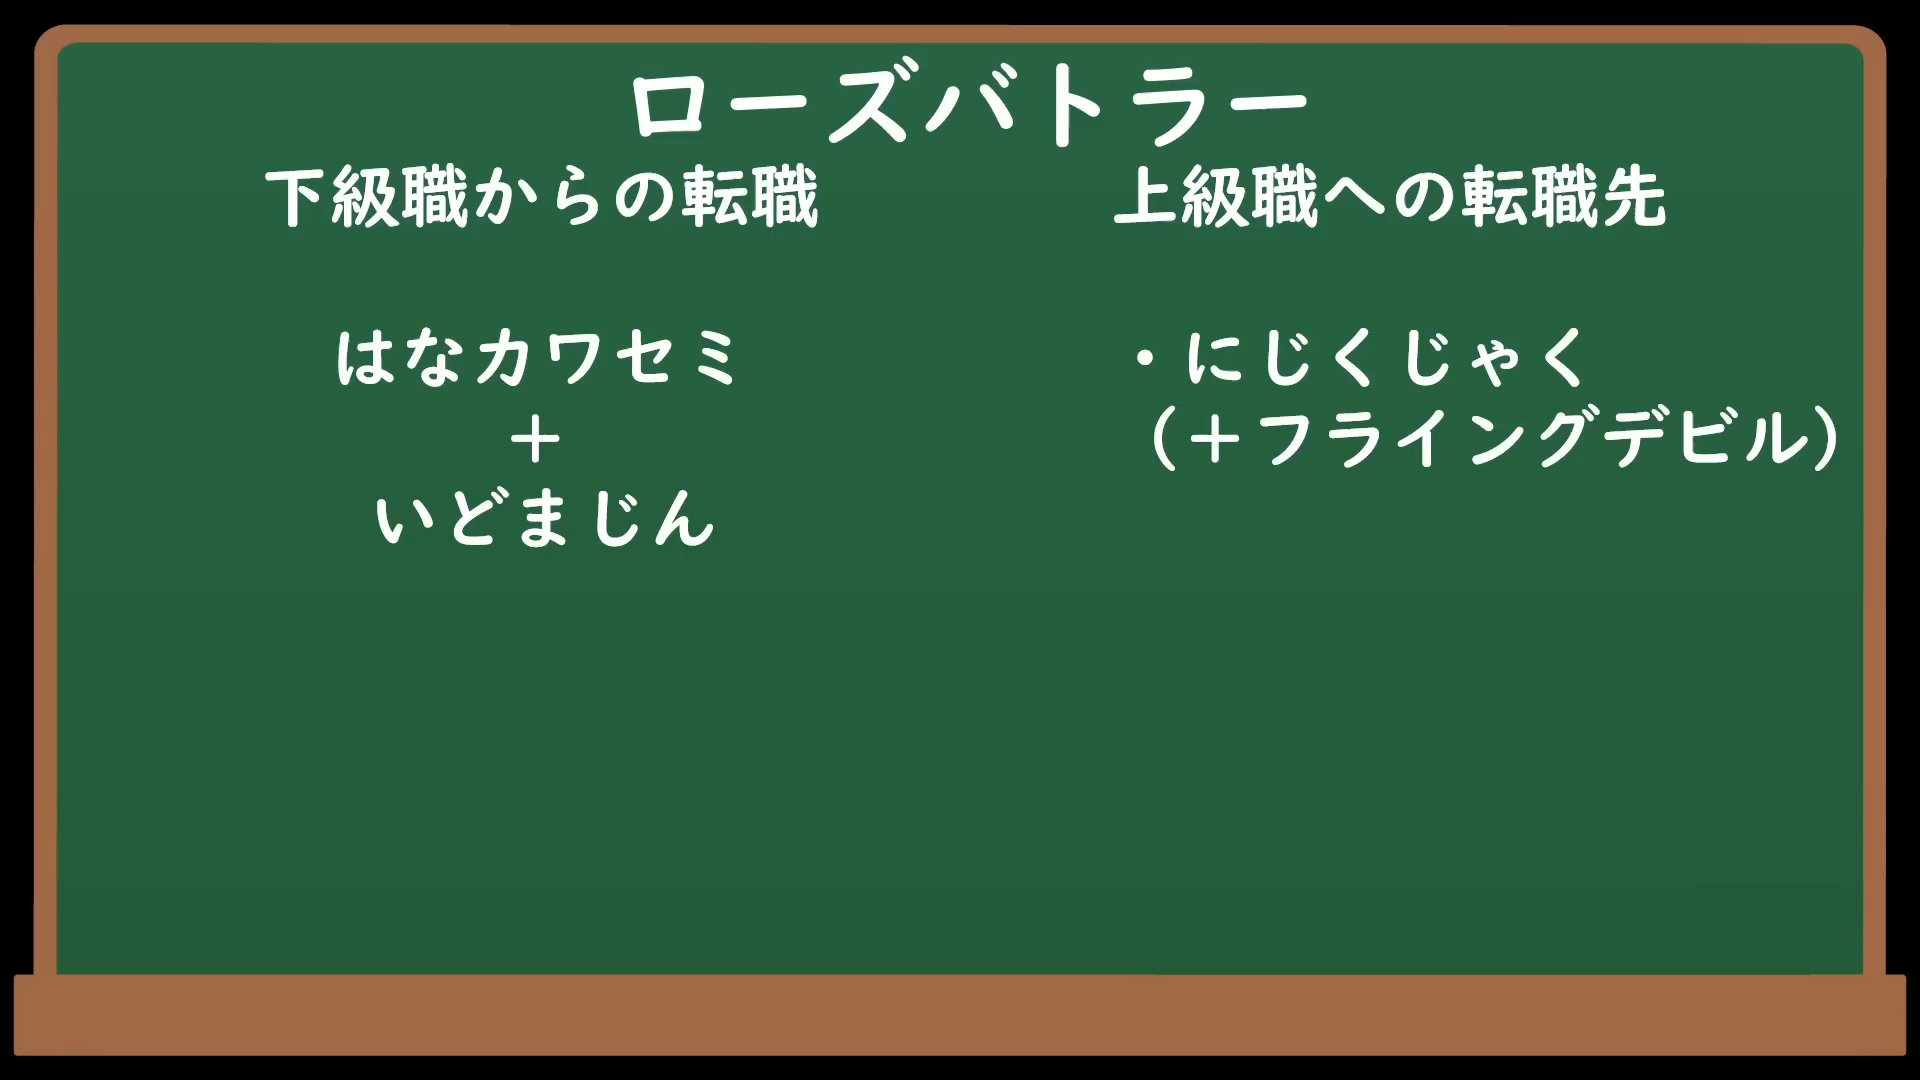 ローズバトラー
下級職からの転職
はなカワセミ
＋
いどまじん
上級職への転職先
・にじくじゃく
（＋フライングデビル）